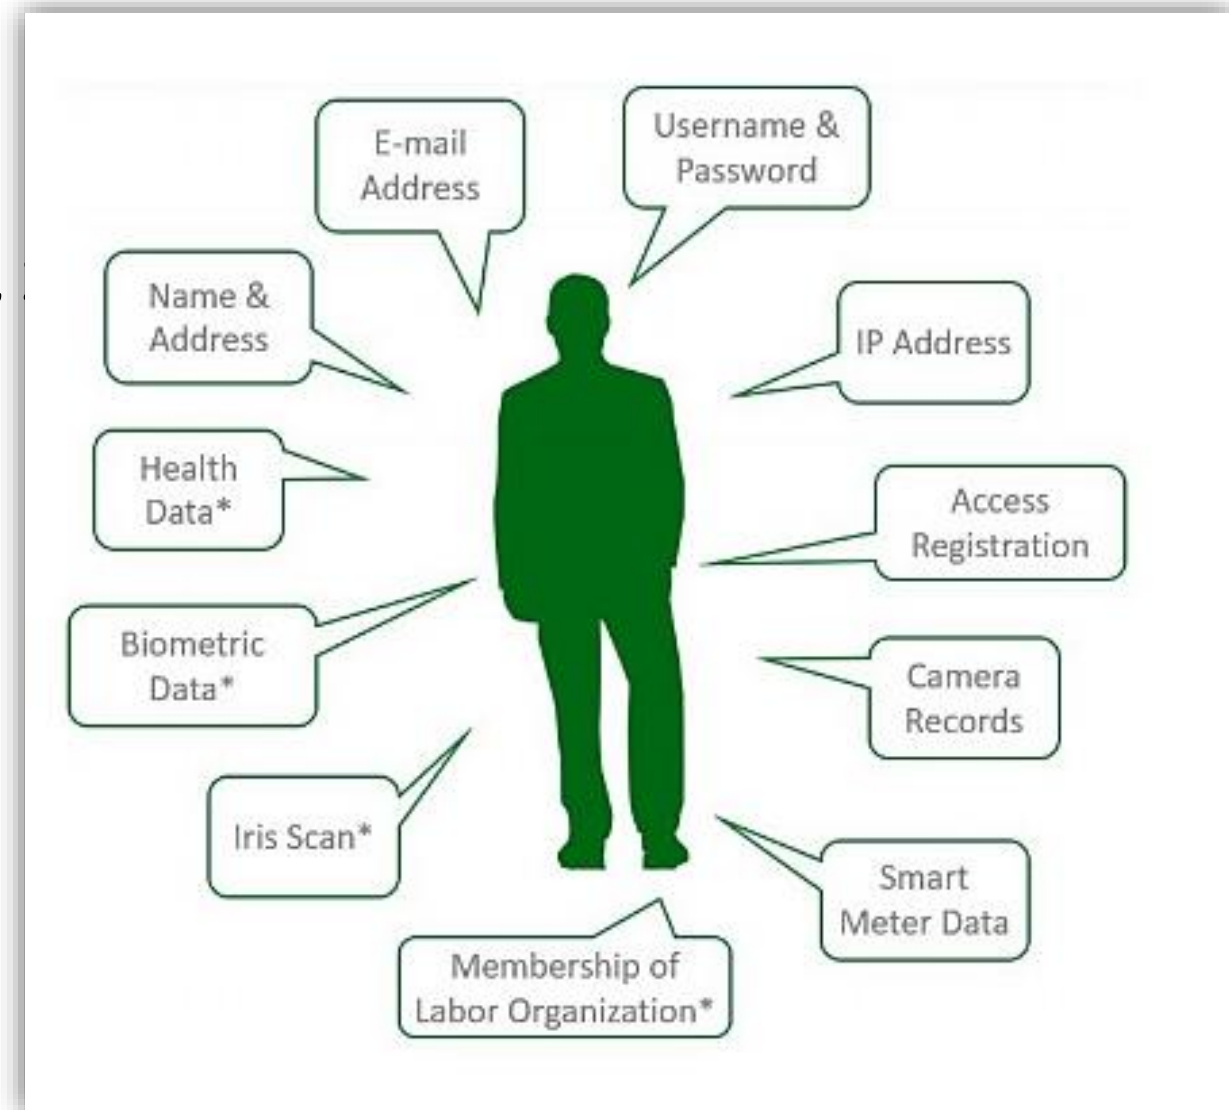 E-mail
Address
Username &
Password
Name &
Address
IP Address
Health
Data*
Access
Registration
Biometric
Data*
Camera
Records
Iris Scan*
Smart
Meter Data
Membership of
Labor Organization*